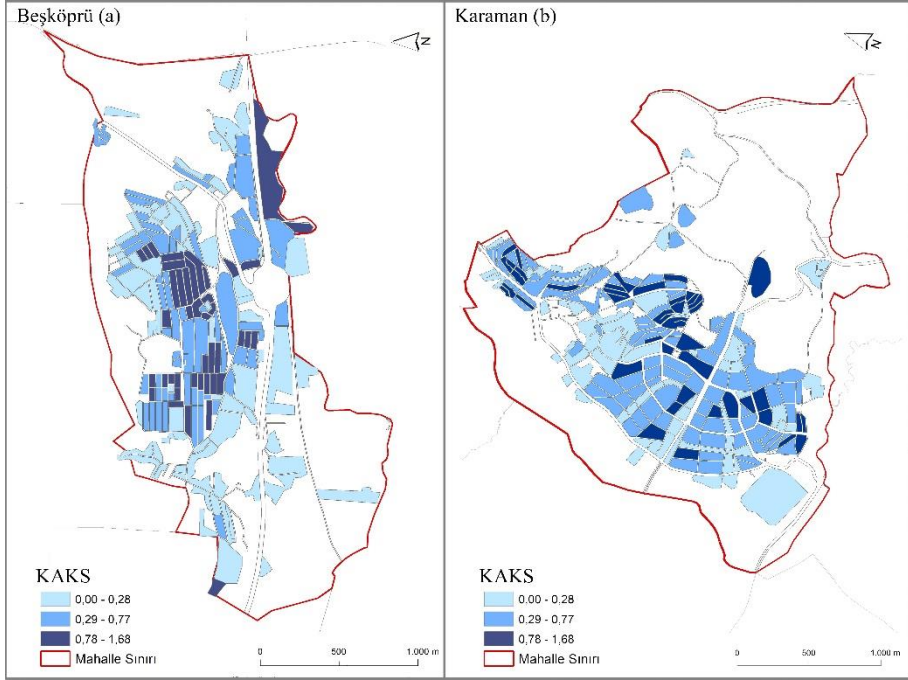 Beşköprü (a)
N
KAKS
0,00 - 0,28
0,29 - 0,77
0,78 - 1,68
Mahalle Sınırı
0 500 1.000 m
Karaman (b)
N
KAKS
0,00 - 0,28
0,29 - 0,77
0,78 - 1,68
Mahalle Sınırı
0 500 1.000 m